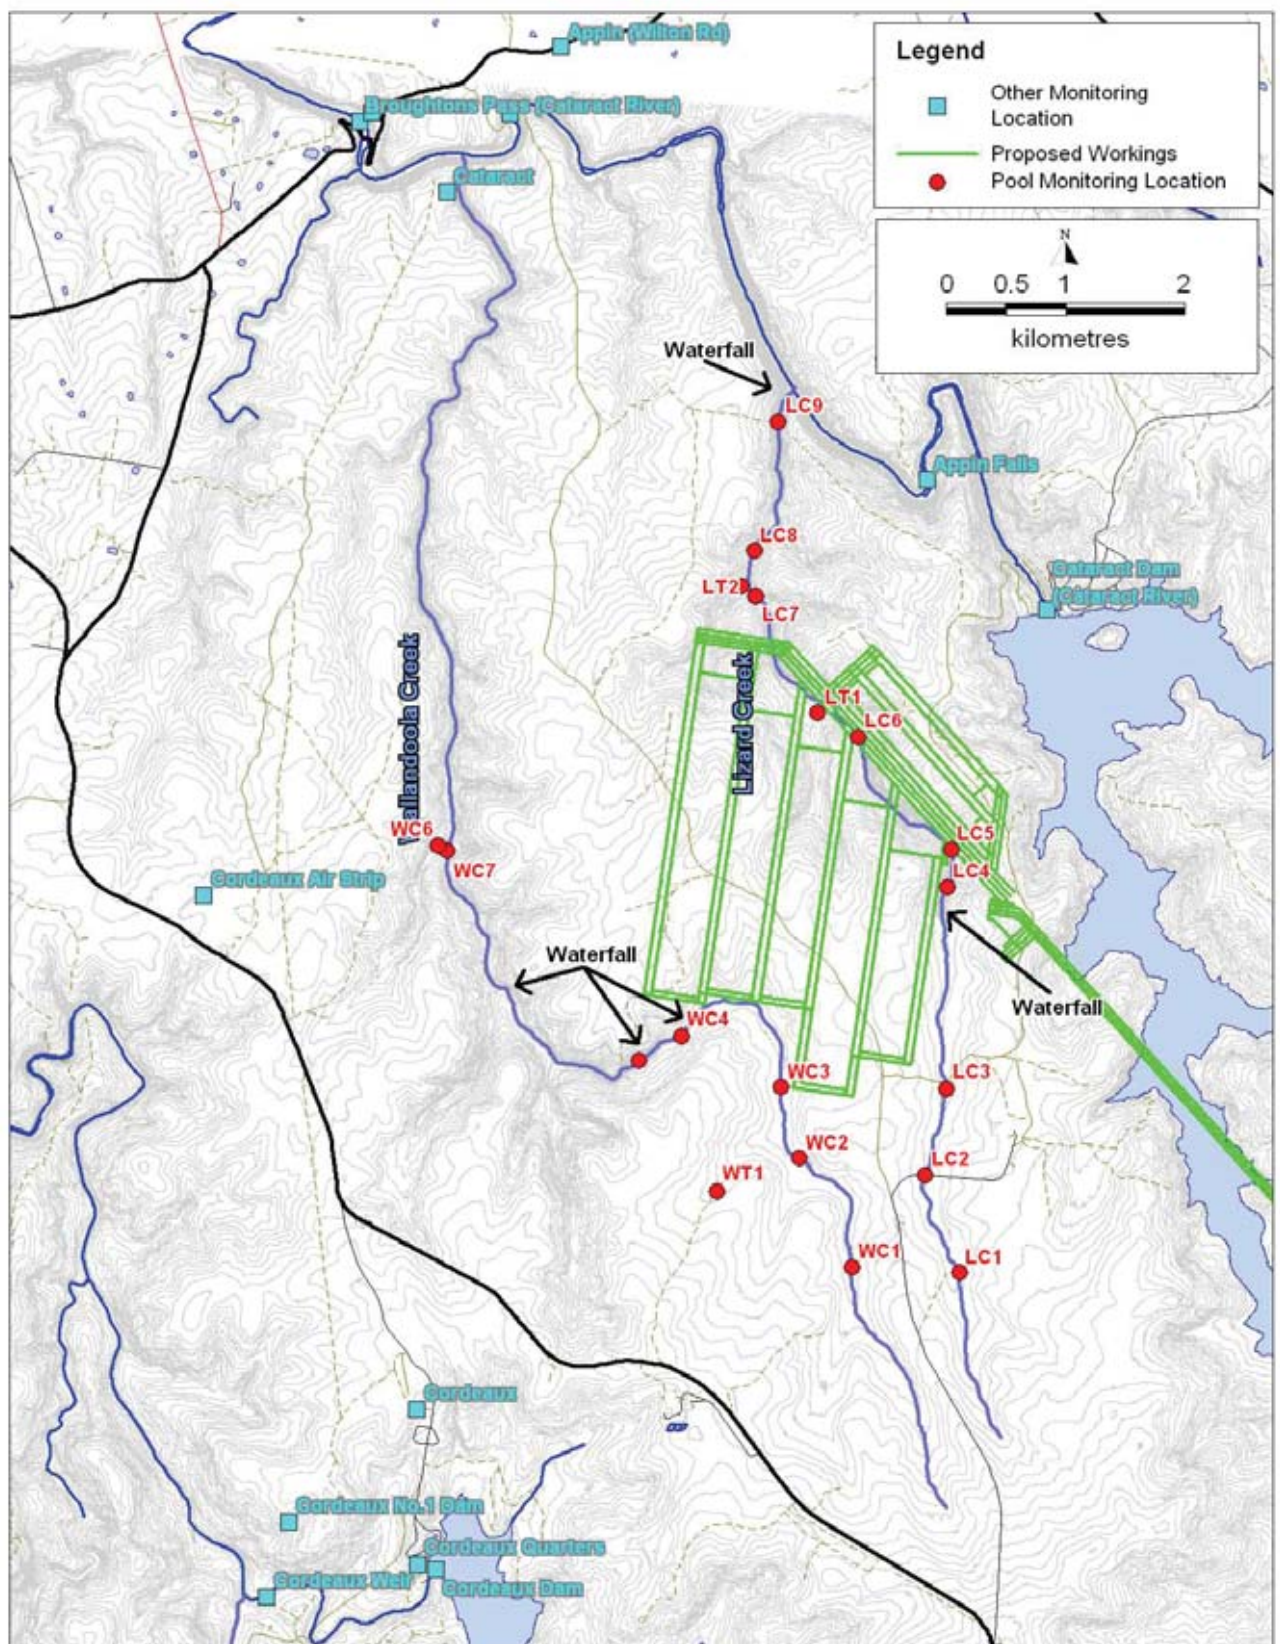 Appin (Wilton Rd)
Legend
Other Monitoring
Location
Proposed Workings
Pool Monitoring Location
Broughtons Pass (Cataract River)
Cataract
N
0 0.5 1 2
kilometres
Waterfall
LC9
Appin Falls
LC8
LT2
LC7
Cataract Dam
(Cataract River)
Lizard Creek
LT1
LC6
Wallandoola Creek
WC6
WC7
LC5
LC4
Cordeaux Air Strip
Waterfall
Waterfall
WC4
WC3
LC3
WC2
LC2
WT1
WC1
LC1
Cordeaux
Cordeaux No.1 Dam
Cordeaux Quarters
Cordeaux Weir
Cordeaux Dam